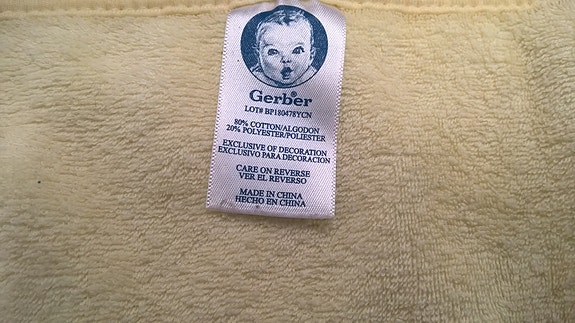 Gerber®
LOT# BP180478YCN
80% COTTON/ALGODON
20% POLYESTER/POLIESTER
EXCLUSIVE OF DECORATION
EXCLUSIVO PARA DECORACION
CARE ON REVERSE
VER EL REVERSO
MADE IN CHINA
HECHO EN CHINA